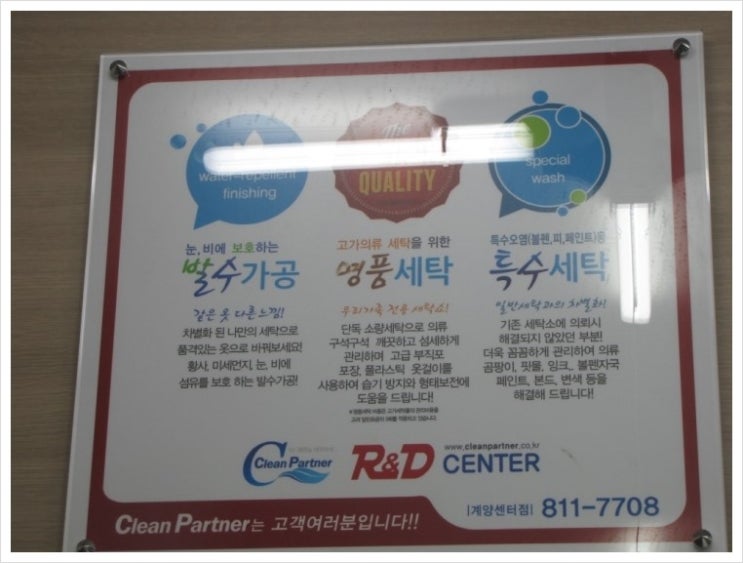 water-repellent
finishing
눈, 비에 보호하는
발수가공
같은 옷 다른 느낌!
차별화 된 나만의 세탁으로
품격있는 옷으로 바꿔보세요!
황사, 미세먼지, 눈, 비에
섬유를 보호 하는 발수가공!
The
QUALITY
고가의류 세탁을 위한
명품세탁
우리가족 전용 세탁소!
단독 소량세탁으로 의류
구석구석 깨끗하고 섬세하게
관리하며 고급 부직포
포장, 플라스틱 옷걸이를
사용하여 습기 방지와 형태보전에
도움을 드립니다!
special
wash
특수오염(볼펜,피,페인트)등
특수세탁
일반세탁과의 차별화!
기존 세탁소에 의뢰시
해결되지 않았던 부분!
더욱 꼼꼼하게 관리하여 의류
곰팡이, 핏물, 잉크, 볼펜자국
페인트, 본드, 변색 등을
해결해 드립니다!
Clean Partner
R&D CENTER
www.cleanpartner.co.kr
Clean Partner는 고객여러분입니다!!
|계양센터점| 811-7708